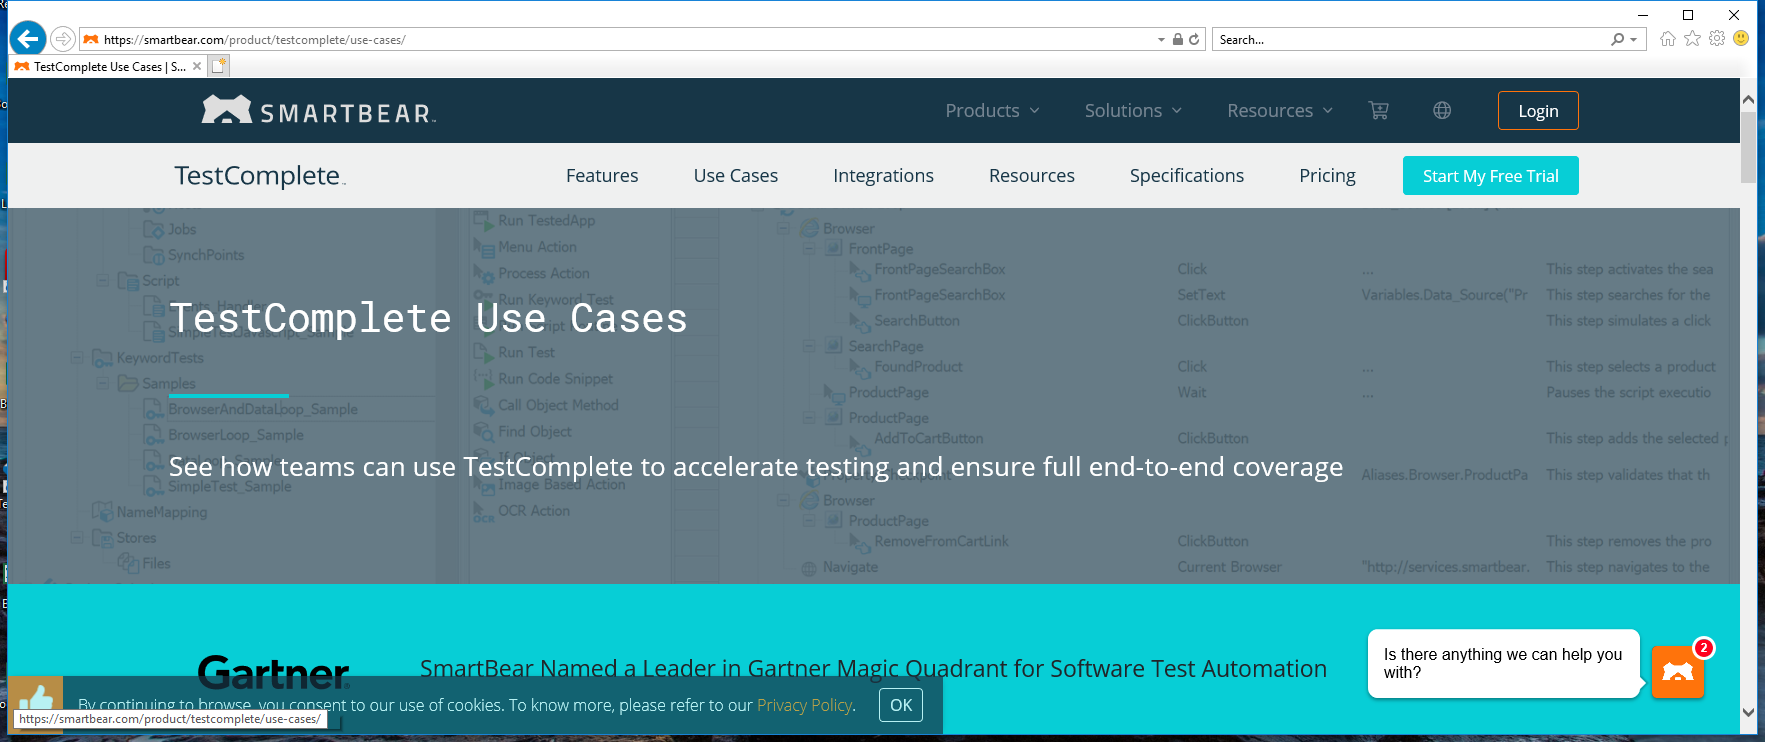 https://smartbear.com/product/testcomplete/use-cases/
Search...
TestComplete Use Cases | S...
SMARTBEAR
Products
Solutions
Resources
Login
TestComplete
Features
Use Cases
Integrations
Resources
Specifications
Pricing
Start My Free Trial
Jobs
SynchPoints
Script
KeywordTests
Samples
BrowserAndDataLoop_Sample
BrowserLoop_Sample
SimpleTest_Sample
NameMapping
Stores
Files
Run TestedApp
Menu Action
Process Action
Run Keyword Test
Run Test
Run Code Snippet
Call Object Method
Find Object
If Object
Image Based Action
OCR Action
Browser
FrontPage
FrontPageSearchBox Click ... This step activates the sea
FrontPageSearchBox SetText Variables.Data_Source("Pr This step searches for the
SearchButton ClickButton This step simulates a click
SearchPage
FoundProduct Click ... This step selects a product
ProductPage Wait ... Pauses the script executio
ProductPage
AddToCartButton ClickButton This step adds the selected p
Aliases.Browser.ProductPa This step validates that th
Browser
ProductPage
RemoveFromCartLink ClickButton This step removes the pro
Navigate Current Browser "http://services.smartbear. This step navigates to the
TestComplete Use Cases
See how teams can use TestComplete to accelerate testing and ensure full end-to-end coverage
Gartner
SmartBear Named a Leader in Gartner Magic Quadrant for Software Test Automation
Is there anything we can help you
with?
2
By continuing to browse, you consent to our use of cookies. To know more, please refer to our Privacy Policy.
OK
https://smartbear.com/product/testcomplete/use-cases/